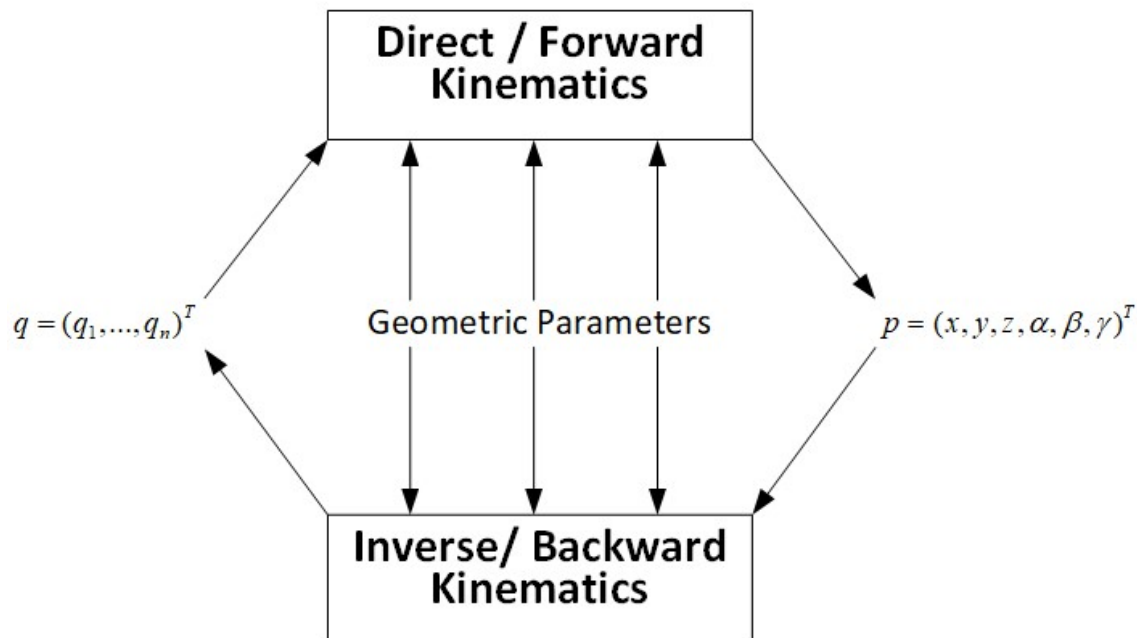 Direct / Forward
Kinematics
q = (q₁,...,qₙ)ᵀ
Geometric Parameters
p = (x, y, z, α, β, γ)ᵀ
Inverse/ Backward
Kinematics